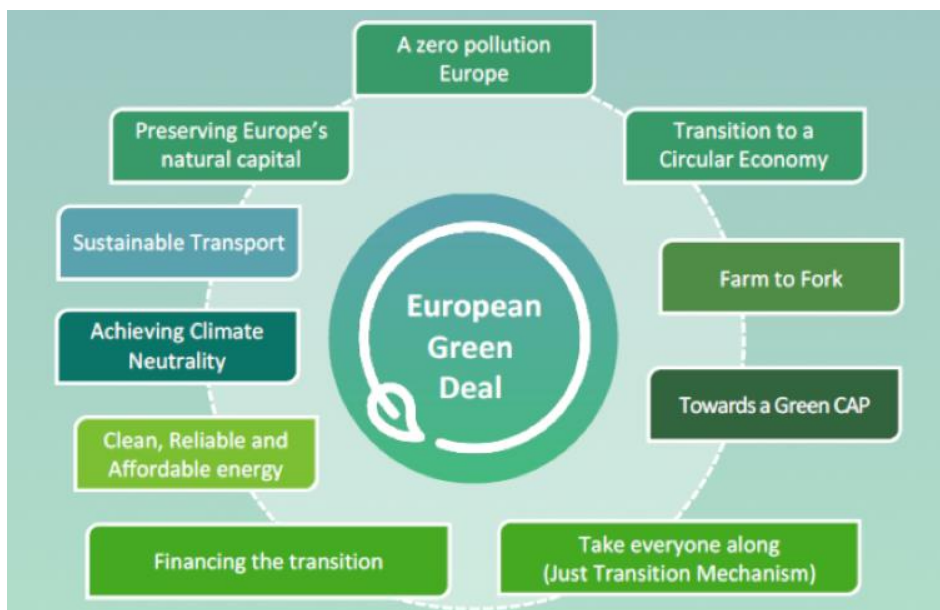 A zero pollution
Europe
Preserving Europe's
natural capital
Transition to a
Circular Economy
Sustainable Transport
Farm to Fork
European
Green
Deal
Achieving Climate
Neutrality
Towards a Green CAP
Clean, Reliable and
Affordable energy
Financing the transition
Take everyone along
(Just Transition Mechanism)